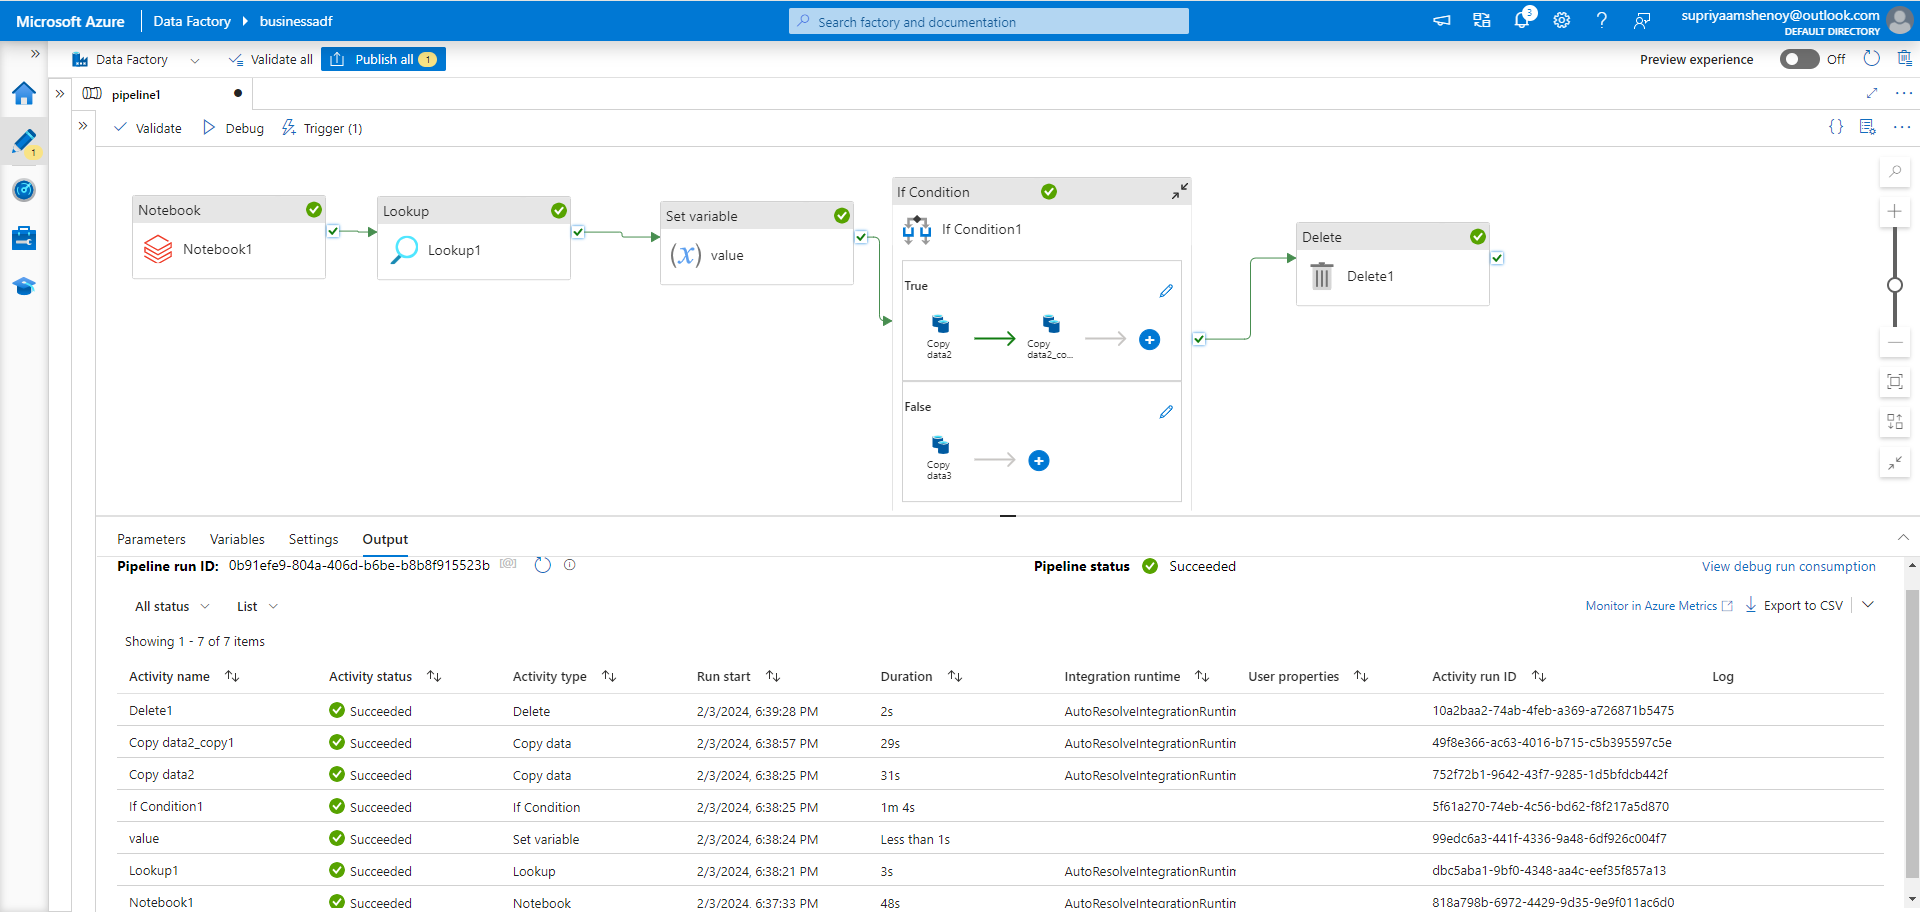 Microsoft Azure Data Factory businessadf Search factory and documentation 3 supriyaamshenoy@outlook.com
DEFAULT DIRECTORY
Data Factory Validate all Publish all 1 Preview experience Off
pipeline1
1
Validate Debug Trigger (1) {}
Notebook
Notebook1
Lookup
Lookup1
Set variable
(x) value
If Condition
If Condition1
True
Copy
data2
Copy
data2_co...
False
Copy
data3
Delete
Delete1
Parameters Variables Settings Output
Pipeline run ID: 0b91efe9-804a-406d-b6be-b8b8f915523b Pipeline status Succeeded View debug run consumption
All status List Monitor in Azure Metrics Export to CSV
Showing 1 - 7 of 7 items
Activity name Activity status Activity type Run start Duration Integration runtime User properties Activity run ID Log
Delete1 Succeeded Delete 2/3/2024, 6:39:28 PM 2s AutoResolveIntegrationRuntim 10a2baa2-74ab-4feb-a369-a726871b5475
Copy data2_copy1 Succeeded Copy data 2/3/2024, 6:38:57 PM 29s AutoResolveIntegrationRuntim 49f8e366-ac63-4016-b715-c5b395597c5e
Copy data2 Succeeded Copy data 2/3/2024, 6:38:25 PM 31s AutoResolveIntegrationRuntim 752f72b1-9642-43f7-9285-1d5bfdcb442f
If Condition1 Succeeded If Condition 2/3/2024, 6:38:25 PM 1m 4s 5f61a270-74eb-4c56-bd62-f8f217a5d870
value Succeeded Set variable 2/3/2024, 6:38:24 PM Less than 1s 99edc6a3-441f-4336-9a48-6df926c004f7
Lookup1 Succeeded Lookup 2/3/2024, 6:38:21 PM 3s AutoResolveIntegrationRuntim dbc5aba1-9bf0-4348-aa4c-eef35f857a13
Notebook1 Succeeded Notebook 2/3/2024, 6:37:33 PM 48s AutoResolveIntegrationRuntim 818a798b-6972-4429-9d35-9e9f011ac6d0